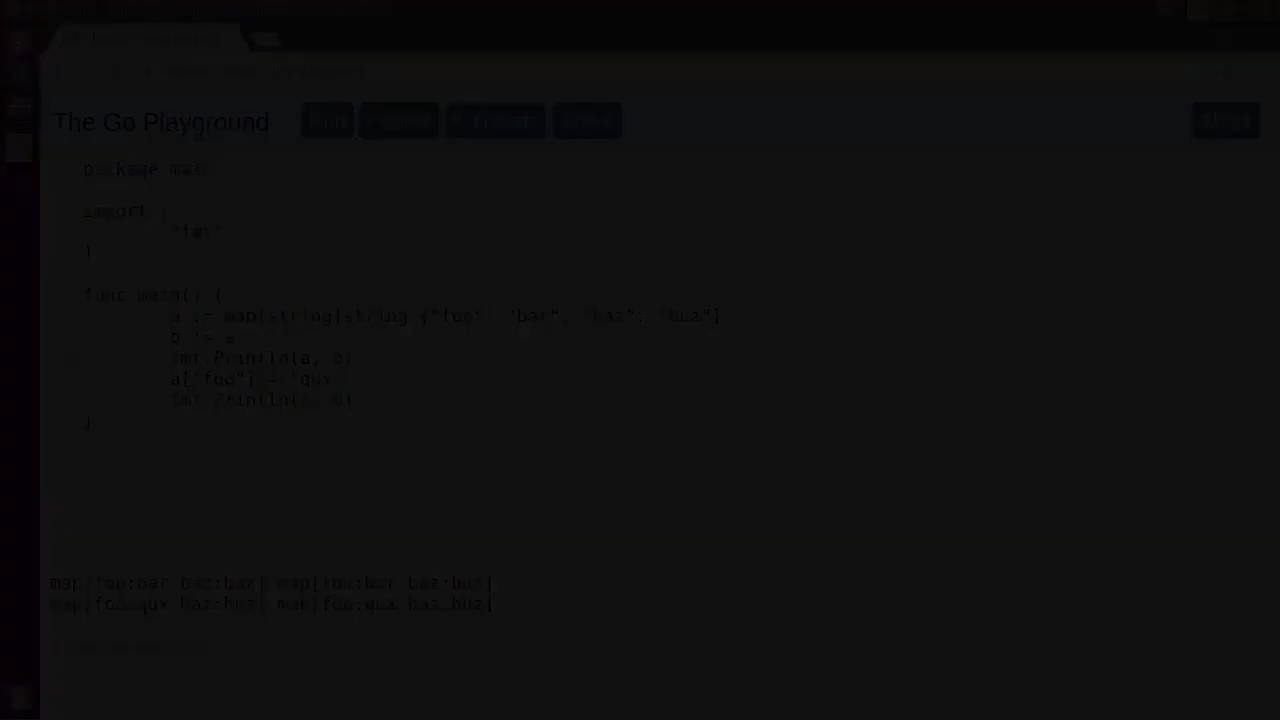 The Go Playground Run Format Imports Share About
package main
import (
"fmt"
)
func main() {
a := map[string]string {"foo": "bar", "baz": "buz"}
b := a
fmt.Println(a, b)
a["foo"] = "qux"
fmt.Println(a, b)
}
map[foo:bar baz:buz] map[foo:bar baz:buz]
map[foo:qux baz:buz] map[foo:qux baz:buz]